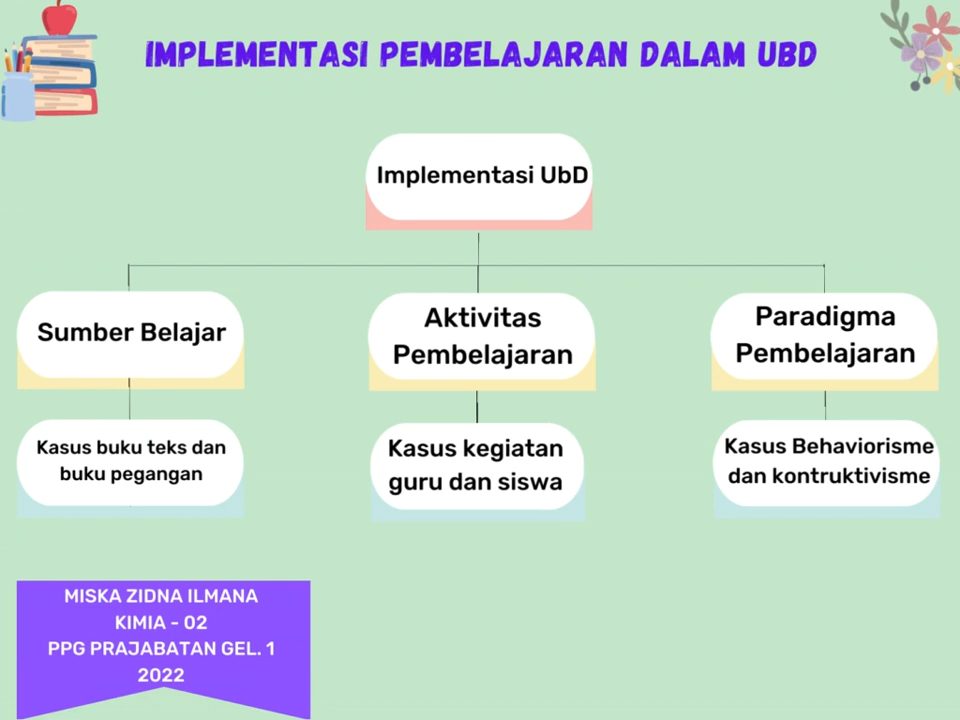 IMPLEMENTASI PEMBELAJARAN DALAM UBD
Implementasi UbD
Sumber Belajar
Aktivitas
Pembelajaran
Paradigma
Pembelajaran
Kasus buku teks dan
buku pegangan
Kasus kegiatan
guru dan siswa
Kasus Behaviorisme
dan kontruktivisme
MISKA ZIDNA ILMANA
KIMIA - 02
PPG PRAJABATAN GEL. 1
2022